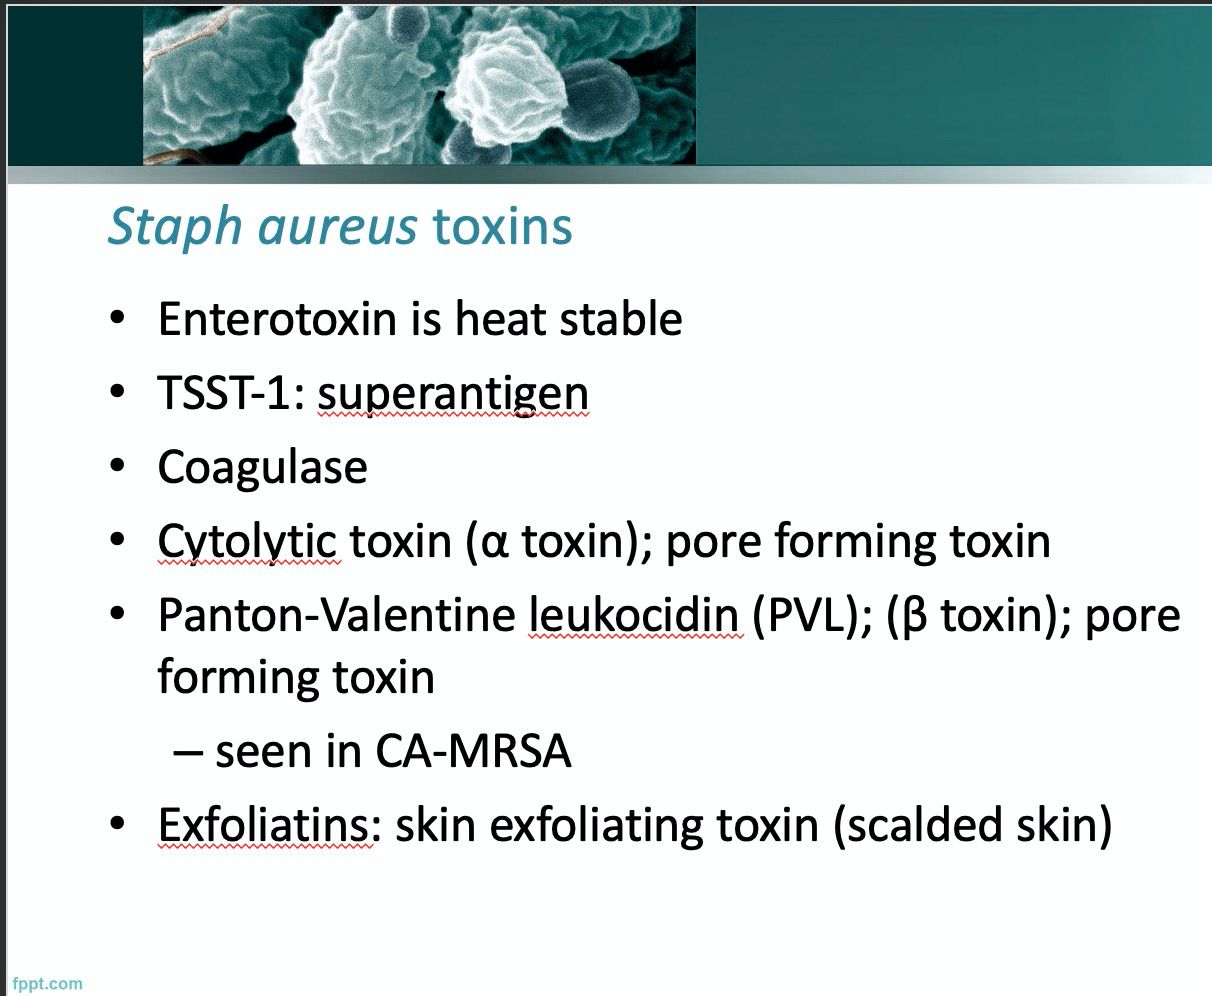 Staph aureus toxins
• Enterotoxin is heat stable
• TSST-1: superantigen
• Coagulase
• Cytolytic toxin (α toxin); pore forming toxin
• Panton-Valentine leukocidin (PVL); (β toxin); pore
forming toxin
– seen in CA-MRSA
• Exfoliatins: skin exfoliating toxin (scalded skin)
fppt.com